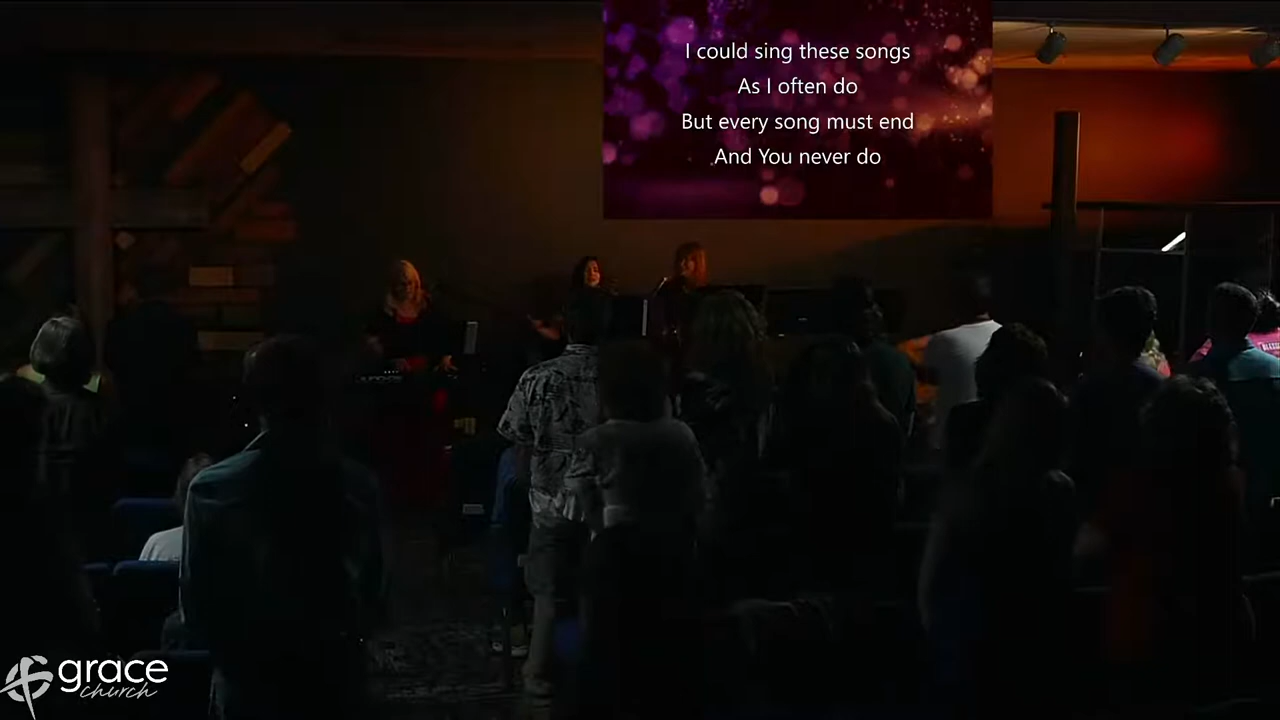 I could sing these songs
As I often do
But every song must end
And You never do
grace
church